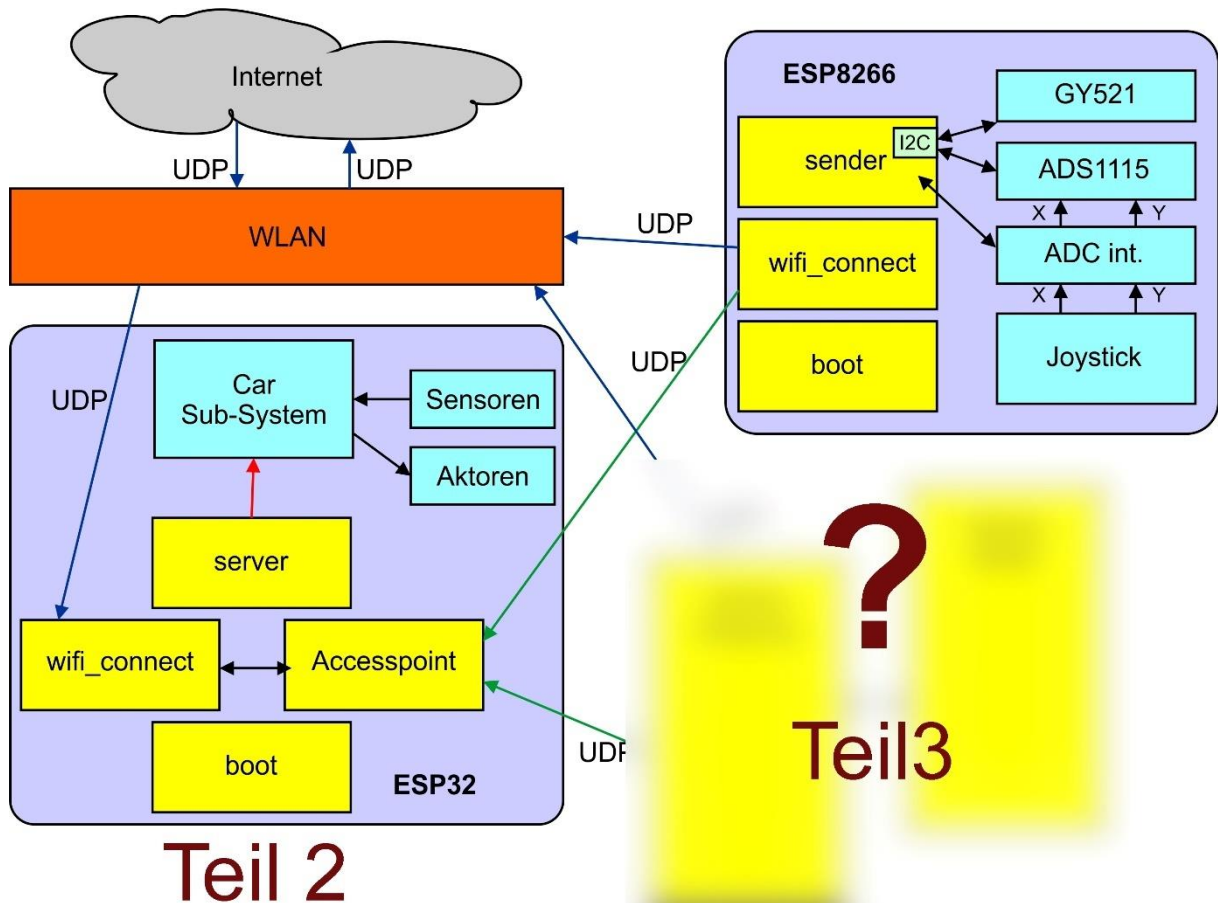 Internet
UDP
UDP
WLAN
UDP
Car
Sub-System
Sensoren
Aktoren
server
wifi_connect
Accesspoint
boot
ESP32
Teil 2
ESP8266
sender
I2C
GY521
ADS1115
X
Y
wifi_connect
ADC int.
X
Y
boot
Joystick
UDP
UDP
UDP
?
Teil3